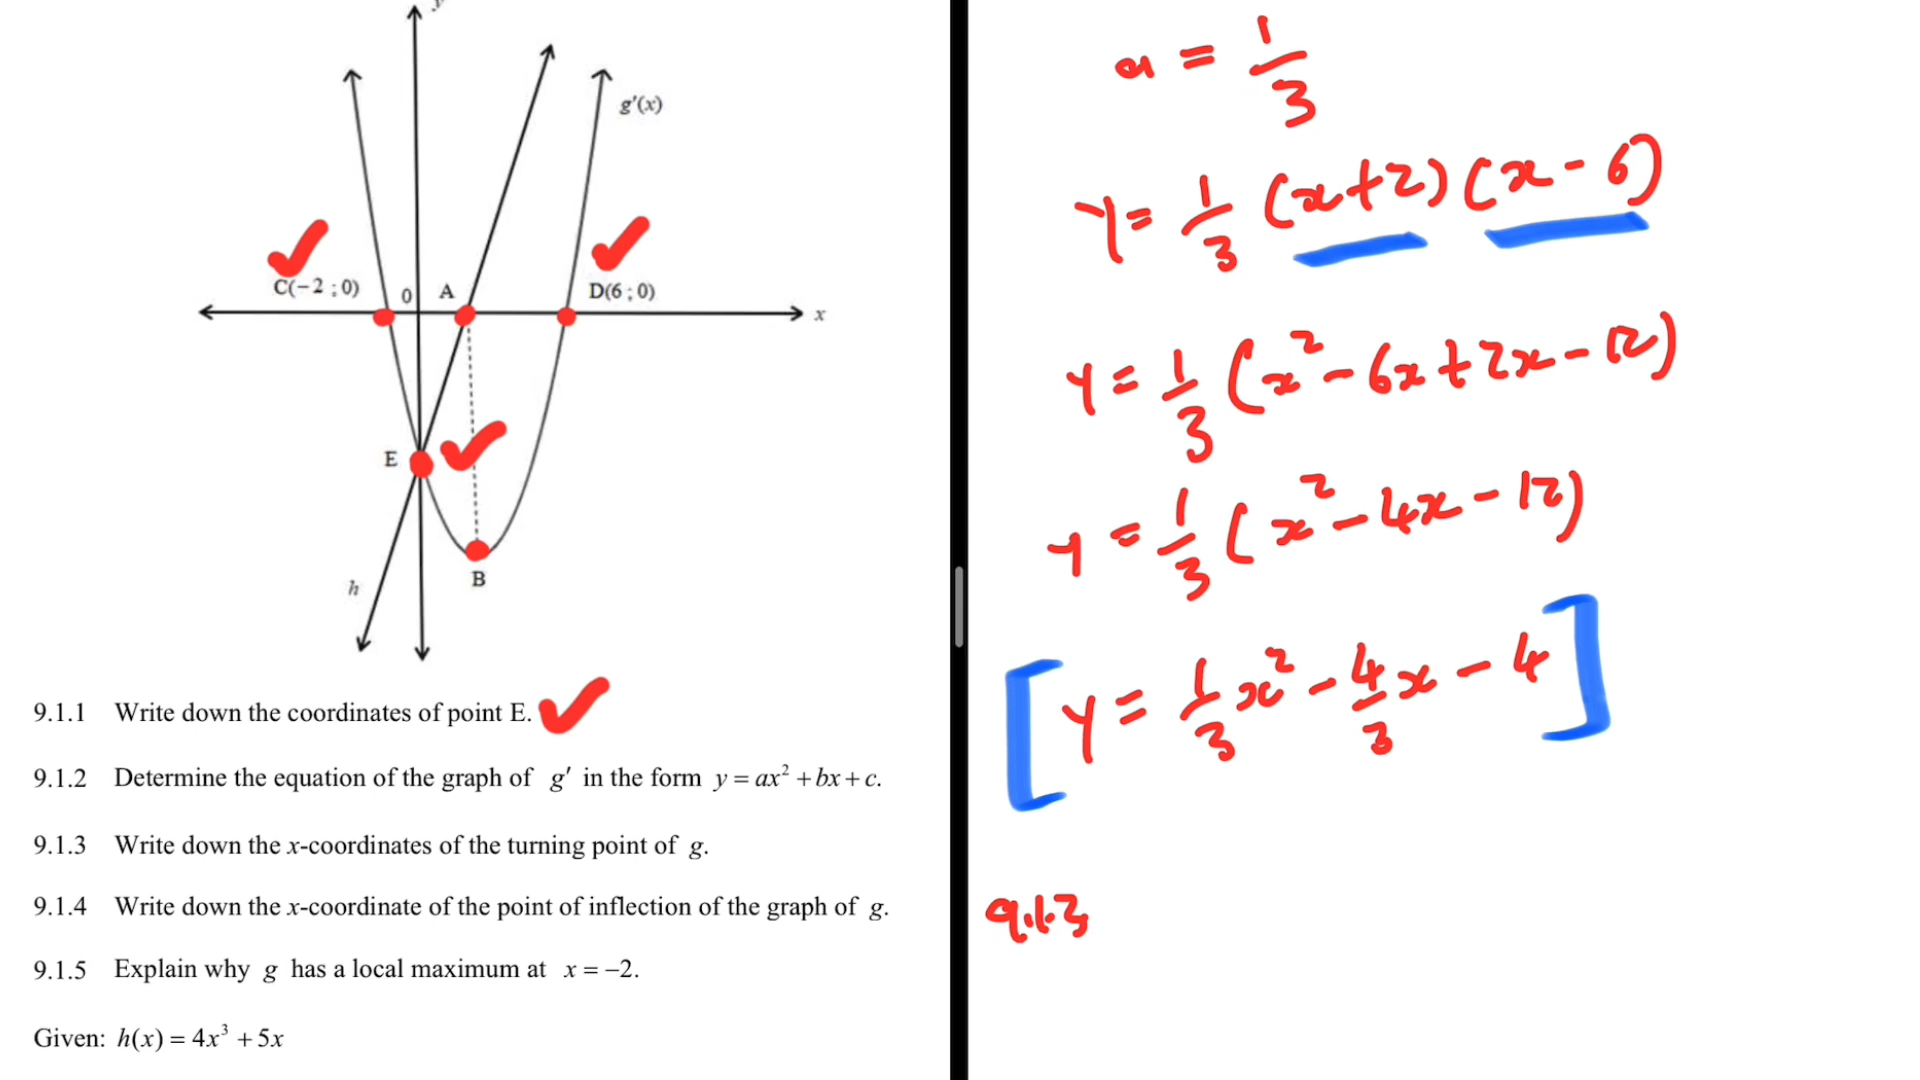 y
g'(x)
C(−2 ; 0)
0
A
D(6 ; 0)
x
E
B
h
9.1.1 Write down the coordinates of point E.
9.1.2 Determine the equation of the graph of g′ in the form y = ax² + bx + c.
9.1.3 Write down the x-coordinates of the turning point of g.
9.1.4 Write down the x-coordinate of the point of inflection of the graph of g.
9.1.5 Explain why g has a local maximum at x = −2.
Given: h(x) = 4x³ + 5x
a = 1/3
y = 1/3 (x+2)(x-6)
y = 1/3 (x²-6x+2x-12)
y = 1/3 (x²-4x-12)
[y = 1/3 x² - 4/3 x - 4]
9.1.3